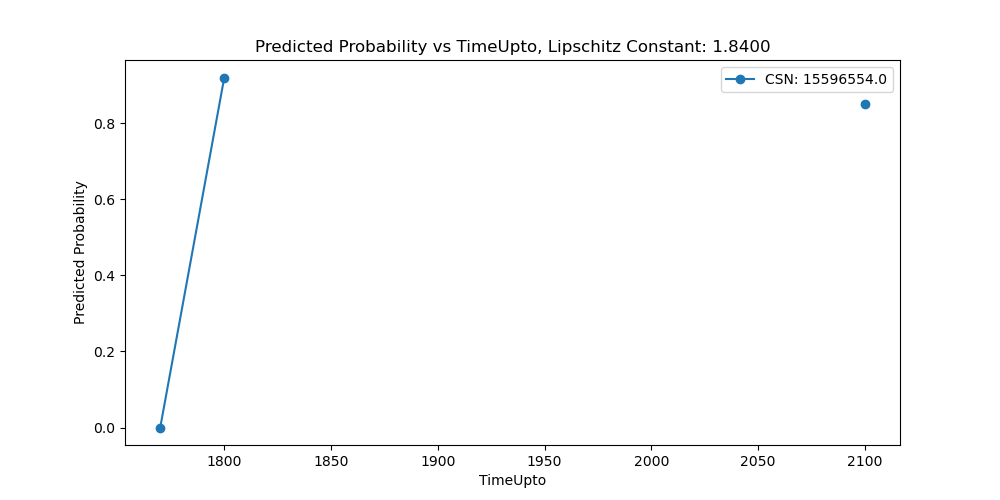 Predicted Probability vs TimeUpto, Lipschitz Constant: 1.8400
CSN: 15596554.0
Predicted Probability
0.8
0.6
0.4
0.2
0.0
1800 1850 1900 1950 2000 2050 2100
TimeUpto